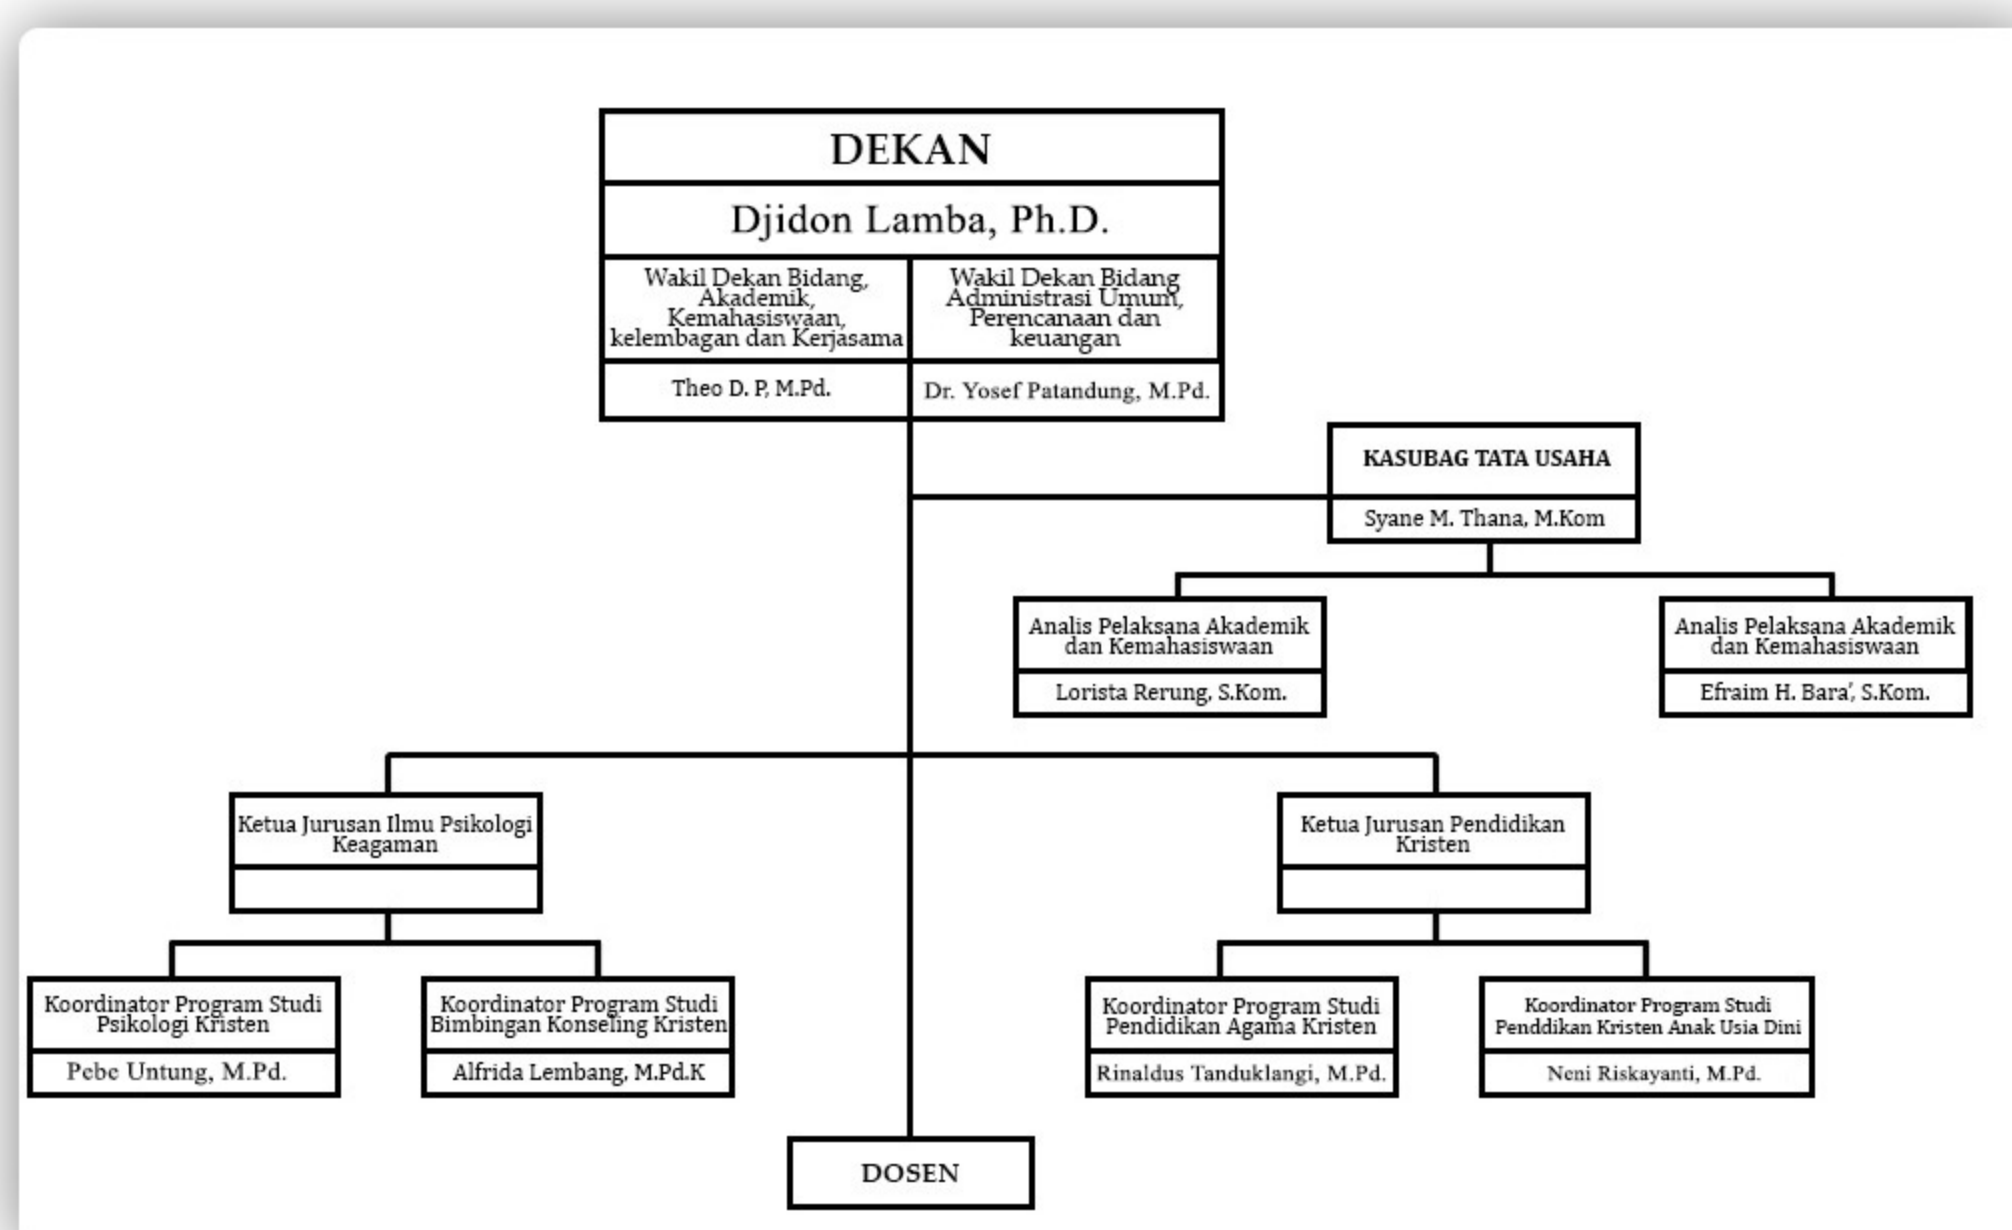 DEKAN
Djidon Lamba, Ph.D.
Wakil Dekan Bidang,
Akademik,
Kemahasiswaan,
kelembagan dan Kerjasama
Theo D. P, M.Pd.
Wakil Dekan Bidang
Administrasi Umum,
Perencanaan dan
keuangan
Dr. Yosef Patandung, M.Pd.
KASUBAG TATA USAHA
Syane M. Thana, M.Kom
Analis Pelaksana Akademik
dan Kemahasiswaan
Lorista Rerung, S.Kom.
Analis Pelaksana Akademik
dan Kemahasiswaan
Efraim H. Bara', S.Kom.
Ketua Jurusan Ilmu Psikologi
Keagaman
Ketua Jurusan Pendidikan
Kristen
Koordinator Program Studi
Psikologi Kristen
Pebe Untung, M.Pd.
Koordinator Program Studi
Bimbingan Konseling Kristen
Alfrida Lembang, M.Pd.K
Koordinator Program Studi
Pendidikan Agama Kristen
Rinaldus Tanduklangi, M.Pd.
Koordinator Program Studi
Penddikan Kristen Anak Usia Dini
Neni Riskayanti, M.Pd.
DOSEN